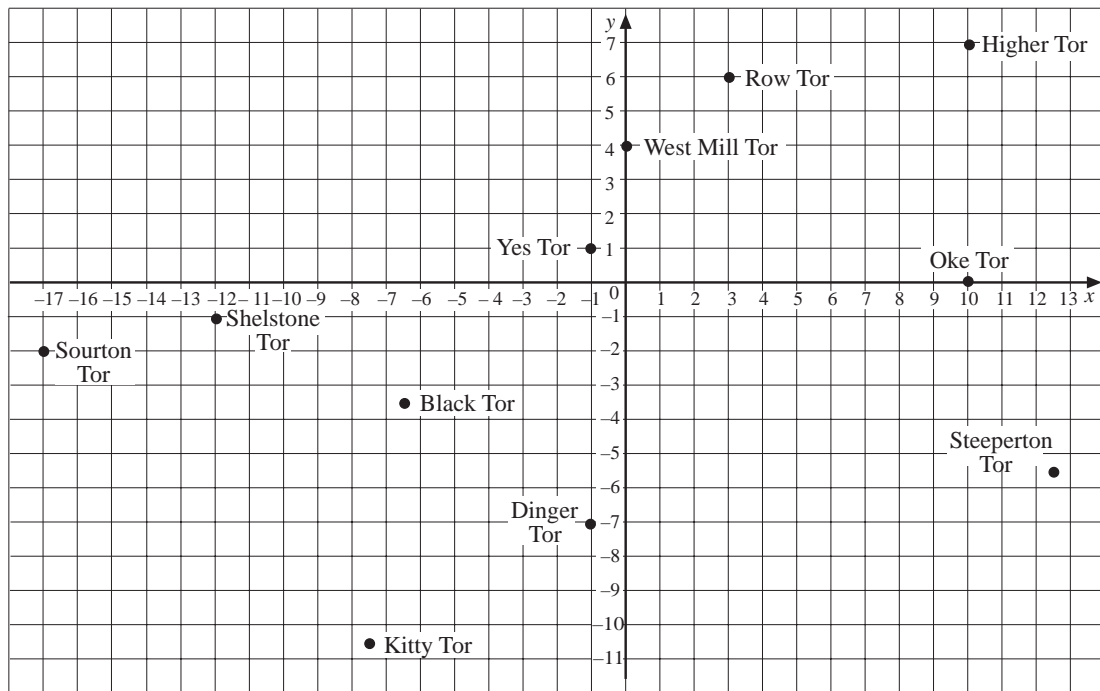 y
7
Higher Tor
6
Row Tor
5
4
West Mill Tor
3
2
Yes Tor
1
Oke Tor
–17 –16 –15 –14 –13 –12 –11 –10 –9 –8 –7 –6 –5 –4 –3 –2 –1 0 1 2 3 4 5 6 7 8 9 10 11 12 13 x
–1
Shelstone
Tor
–2
Sourton
Tor
–3
Black Tor
–4
–5
Steeperton
Tor
–6
Dinger
Tor
–7
–8
–9
–10
Kitty Tor
–11